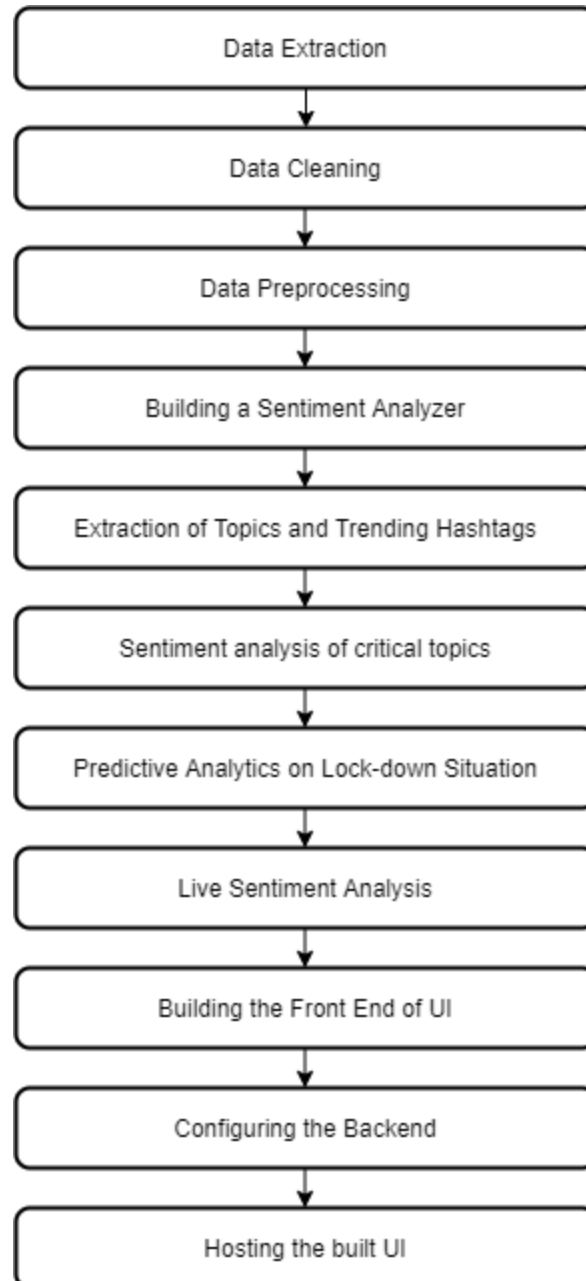 Data Extraction
Data Cleaning
Data Preprocessing
Building a Sentiment Analyzer
Extraction of Topics and Trending Hashtags
Sentiment analysis of critical topics
Predictive Analytics on Lock-down Situation
Live Sentiment Analysis
Building the Front End of UI
Configuring the Backend
Hosting the built UI